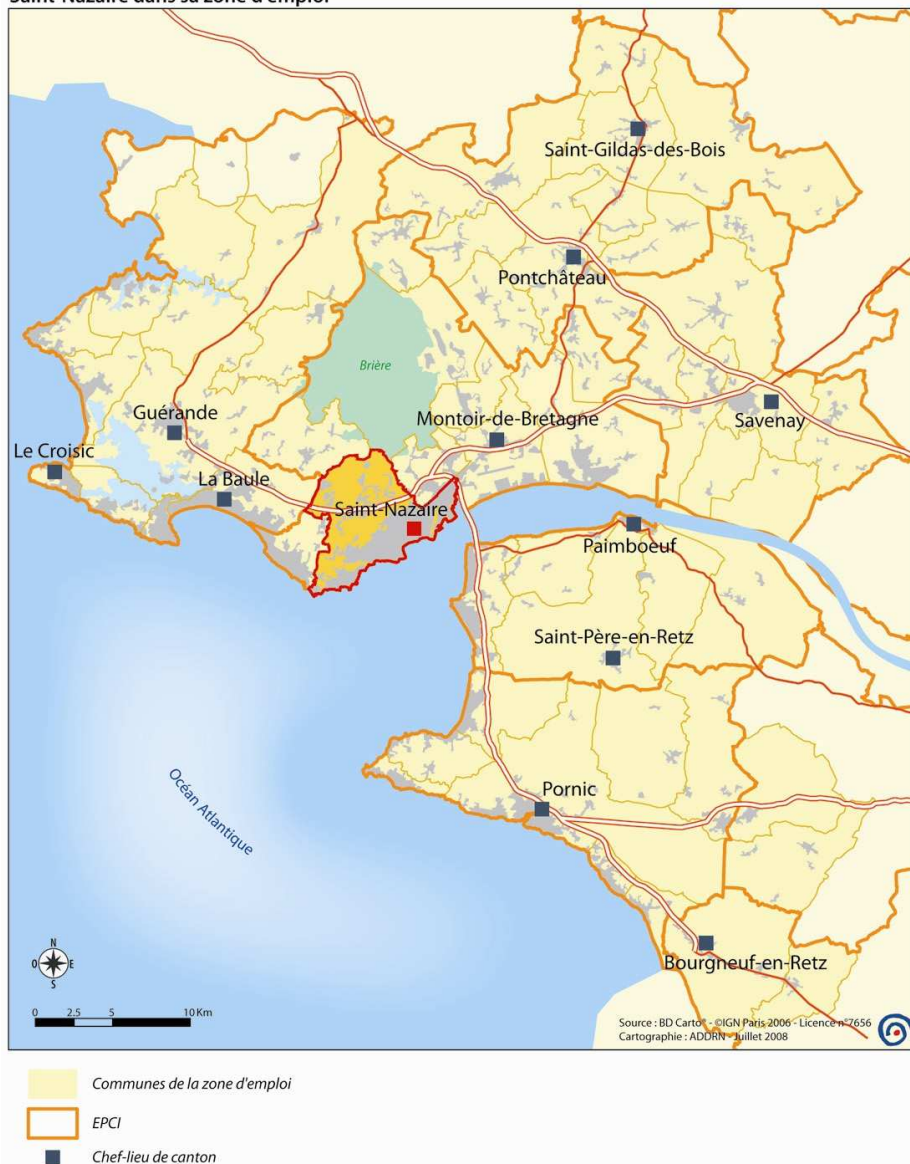 Saint-Nazaire dans sa zone d'emploi
Saint-Gildas-des-Bois
Pontchâteau
Brière
Guérande
Montoir-de-Bretagne
Savenay
Le Croisic
La Baule
Saint-Nazaire
Paimboeuf
Saint-Père-en-Retz
Océan Atlantique
Pornic
Bourgneuf-en-Retz
N
O E
S
0 2.5 5 10 Km
Source : BD Carto® - ©IGN Paris 2006 - Licence n°7656
Cartographie : ADDRN - Juillet 2008
Communes de la zone d'emploi
EPCI
Chef-lieu de canton